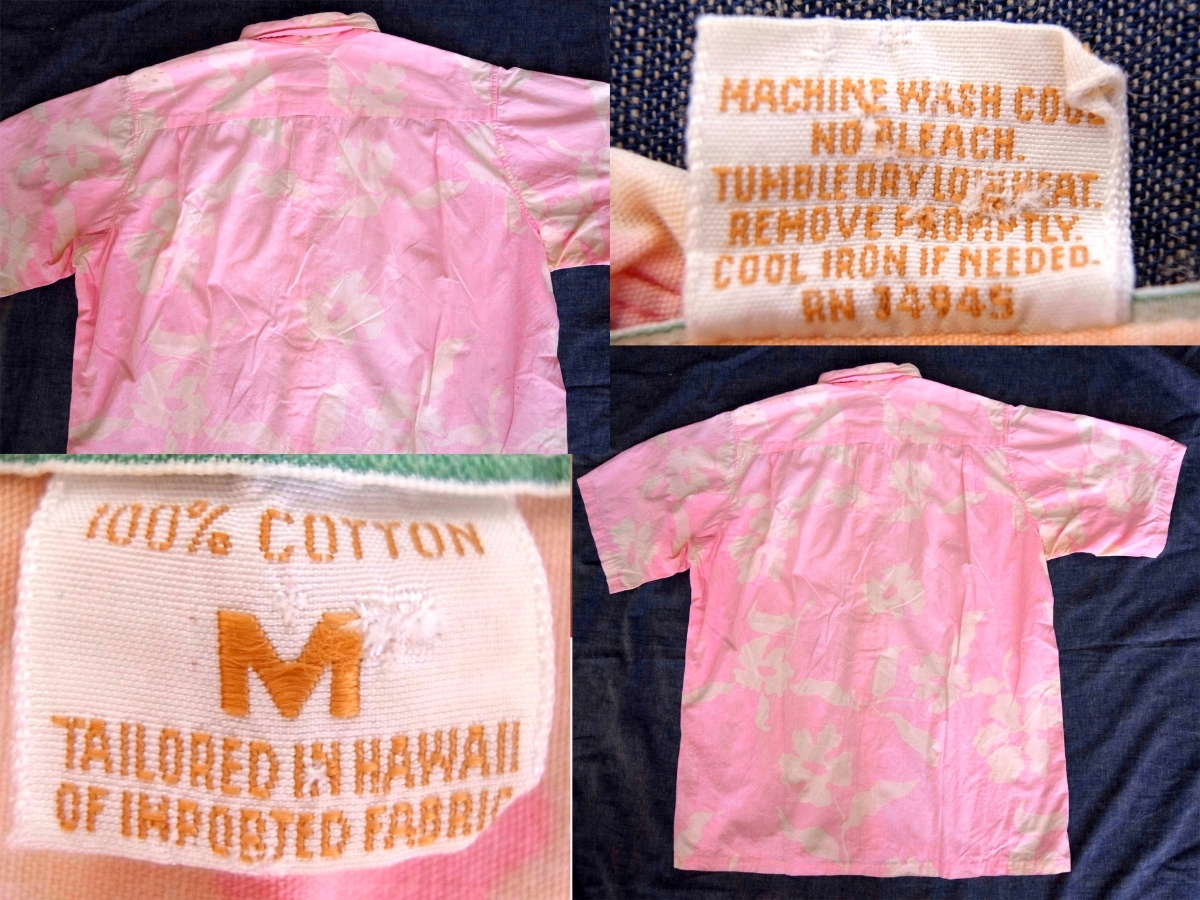 MACHINE WASH COOL
NO BLEACH.
TUMBLE DRY LOW HEAT.
REMOVE PROMPTLY.
COOL IRON IF NEEDED.
RN 34945
100% COTTON
M
TAILORED IN HAWAII
OF IMPORTED FABRIC